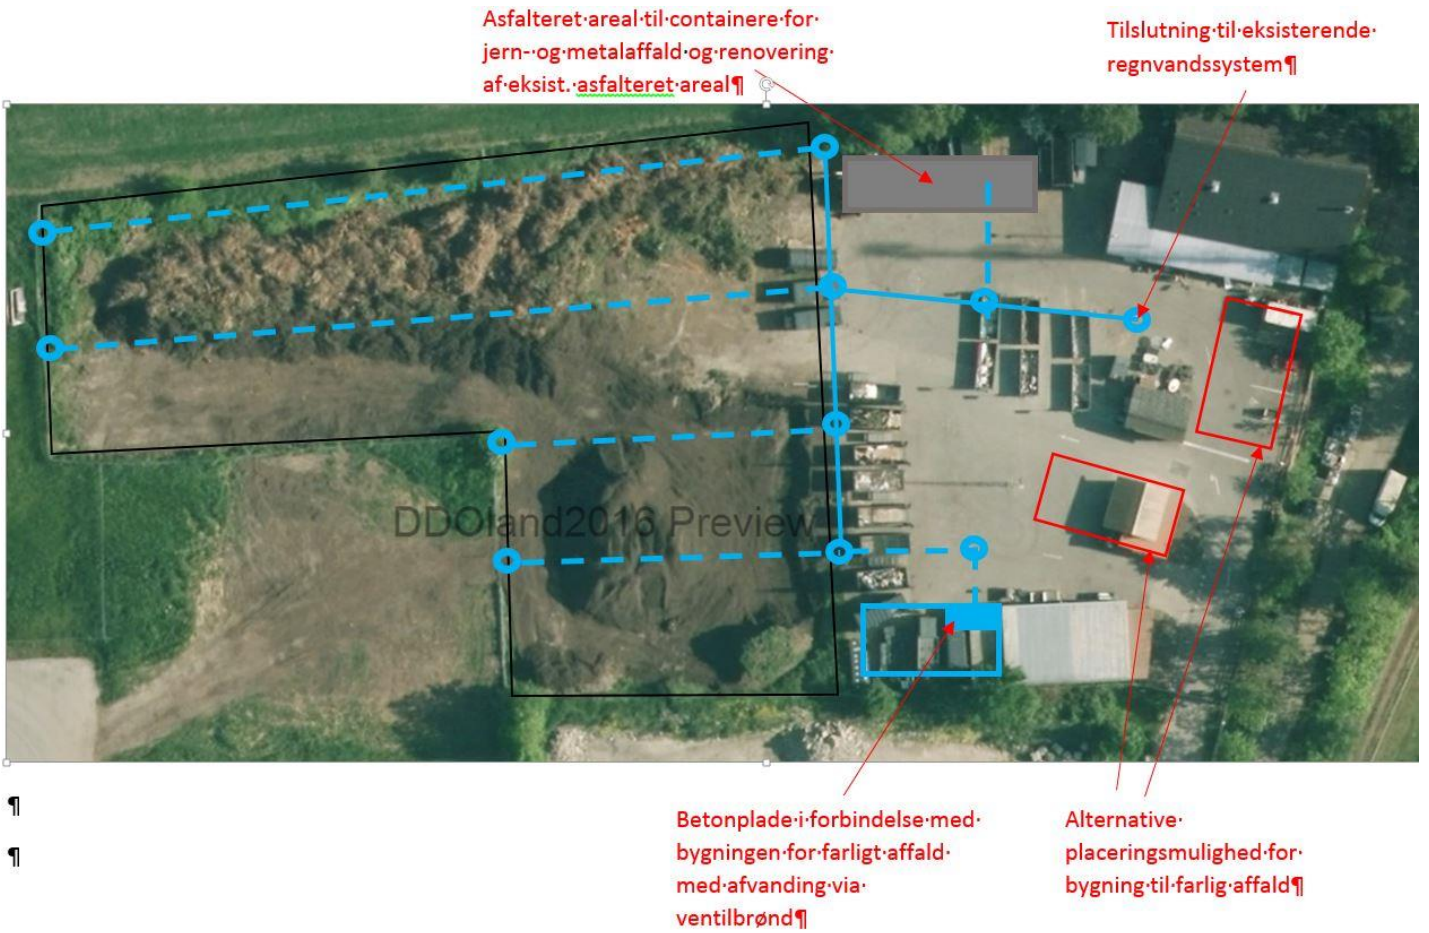 Asfalteret areal til containere for
jern- og metalaffald og renovering
af eksist. asfalteret areal¶
Tilslutning til eksisterende
regnvandssystem¶
DDOland2016 Preview
¶
¶
Betonplade i forbindelse med
bygningen for farligt affald
med afvanding via
ventilbrønd¶
Alternative
placeringsmulighed for
bygning til farlig affald¶